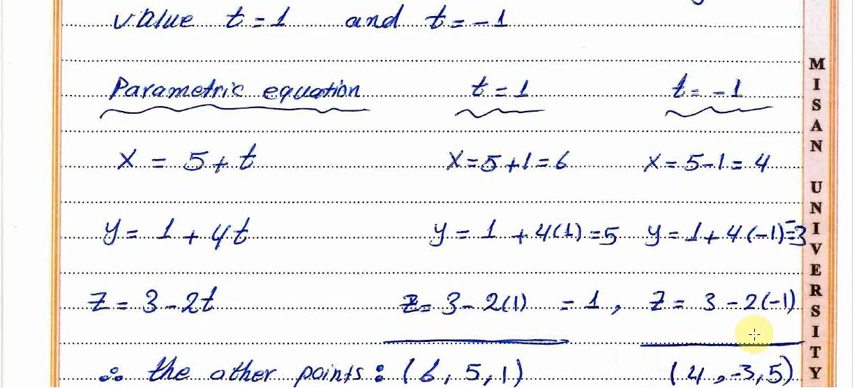 value t=1 and t=-1
Parametric equation t=1 t=-1
x = 5+t x=5+1=6 x=5-1=4
y = 1+4t y = 1+4(1)=5 y=1+4(-1)=-3
z = 3-2t z= 3-2(1) = 1, z= 3-2(-1)
∴ the other points: (6,5,1) (4,-3,5)
MISAN UNIVERSITY